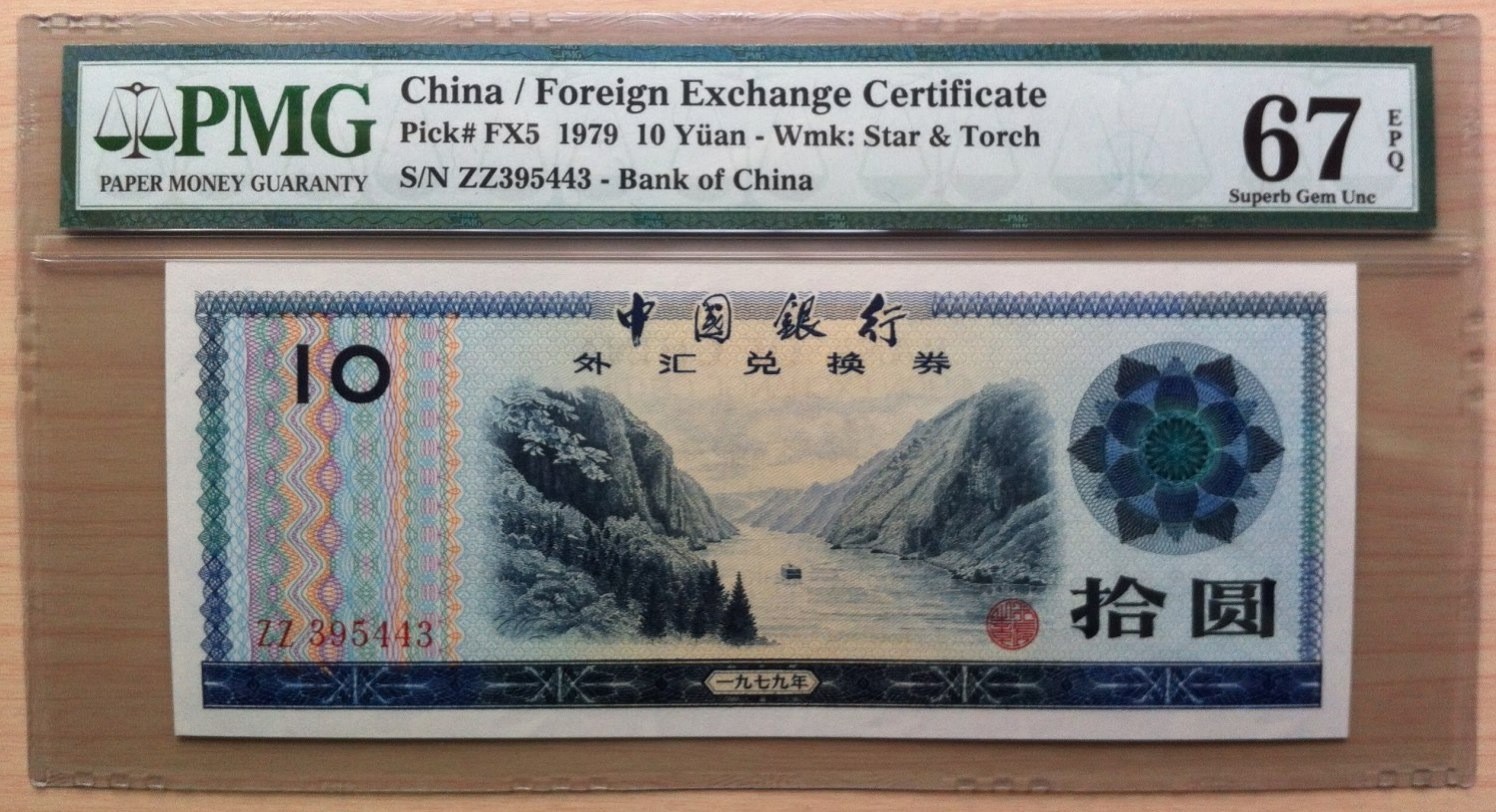 PMG
PAPER MONEY GUARANTY
China / Foreign Exchange Certificate
Pick# FX5 1979 10 Yüan - Wmk: Star & Torch
S/N ZZ395443 - Bank of China
67
EPQ
Superb Gem Unc
中國銀行
外汇兑换券
10
ZZ 395443
拾圆
一九七九年